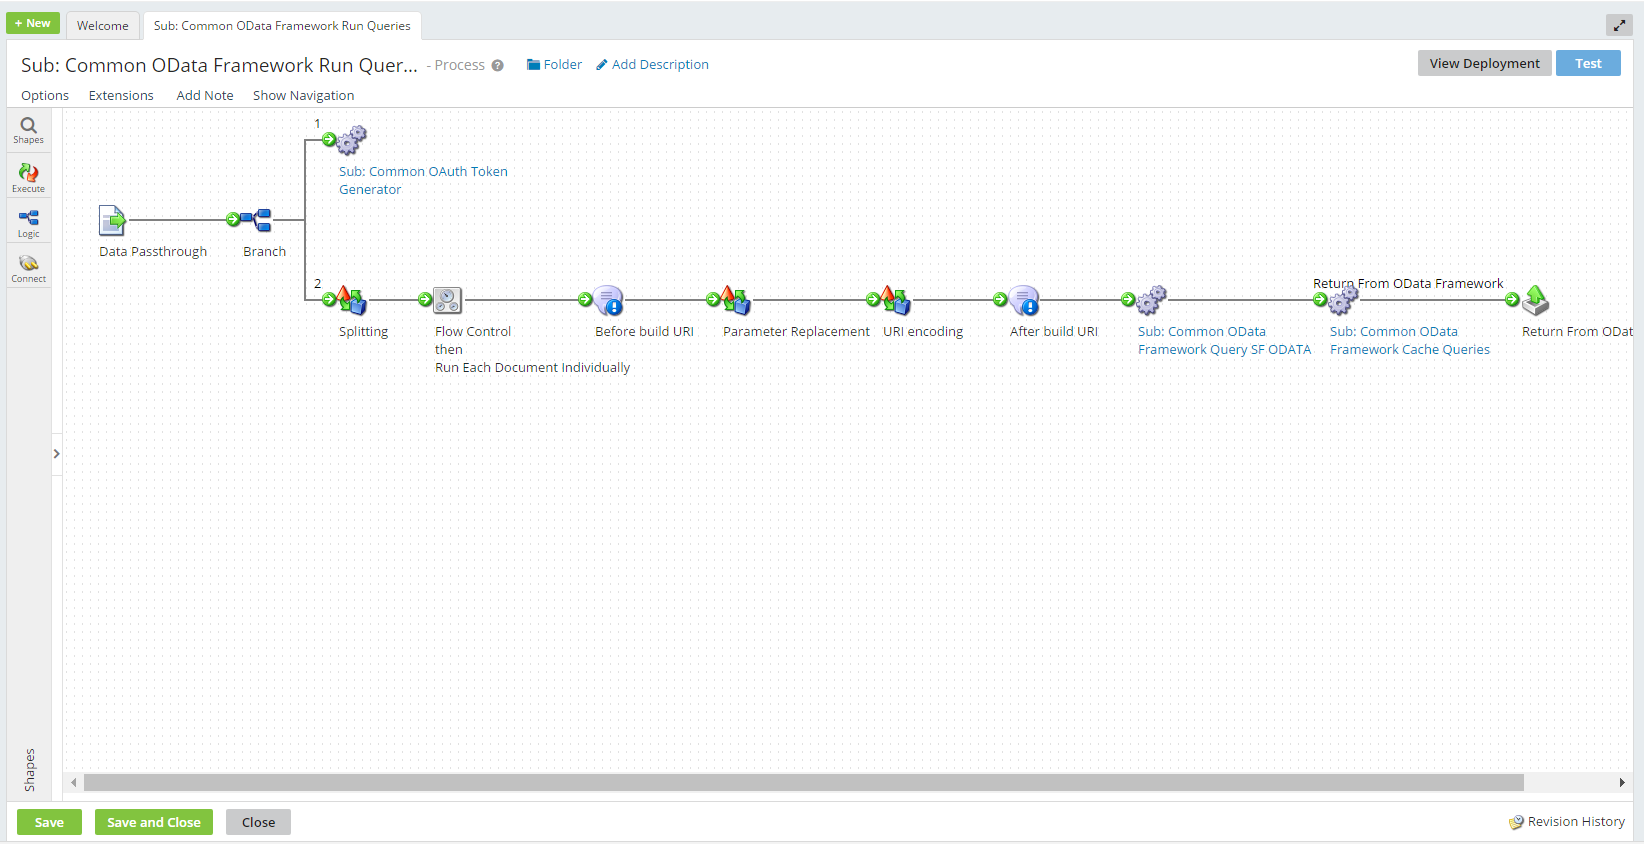 + New
Welcome
Sub: Common OData Framework Run Queries
Sub: Common OData Framework Run Quer... - Process ?
Folder
Add Description
View Deployment
Test
Options
Extensions
Add Note
Show Navigation
Shapes
Execute
Logic
Connect
Shapes
1
Sub: Common OAuth Token
Generator
Data Passthrough
Branch
2
Splitting
Flow Control
then
Run Each Document Individually
Before build URI
Parameter Replacement
URI encoding
After build URI
Sub: Common OData
Framework Query SF ODATA
Return From OData Framework
Sub: Common OData
Framework Cache Queries
Return From ODat
Save
Save and Close
Close
Revision History